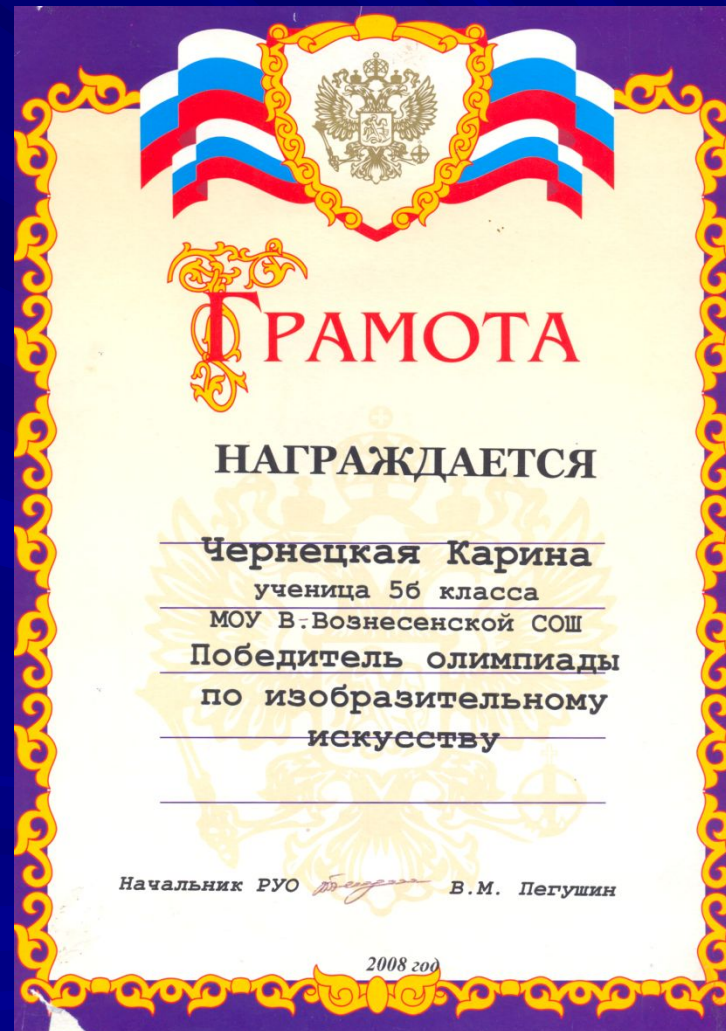 ГРАМОТА
НАГРАЖДАЕТСЯ
Чернецкая Карина
ученица 5б класса
МОУ В.Вознесенской СОШ
Победитель олимпиады
по изобразительному
искусству
Начальник РУО В.М. Пегушин
2008 год